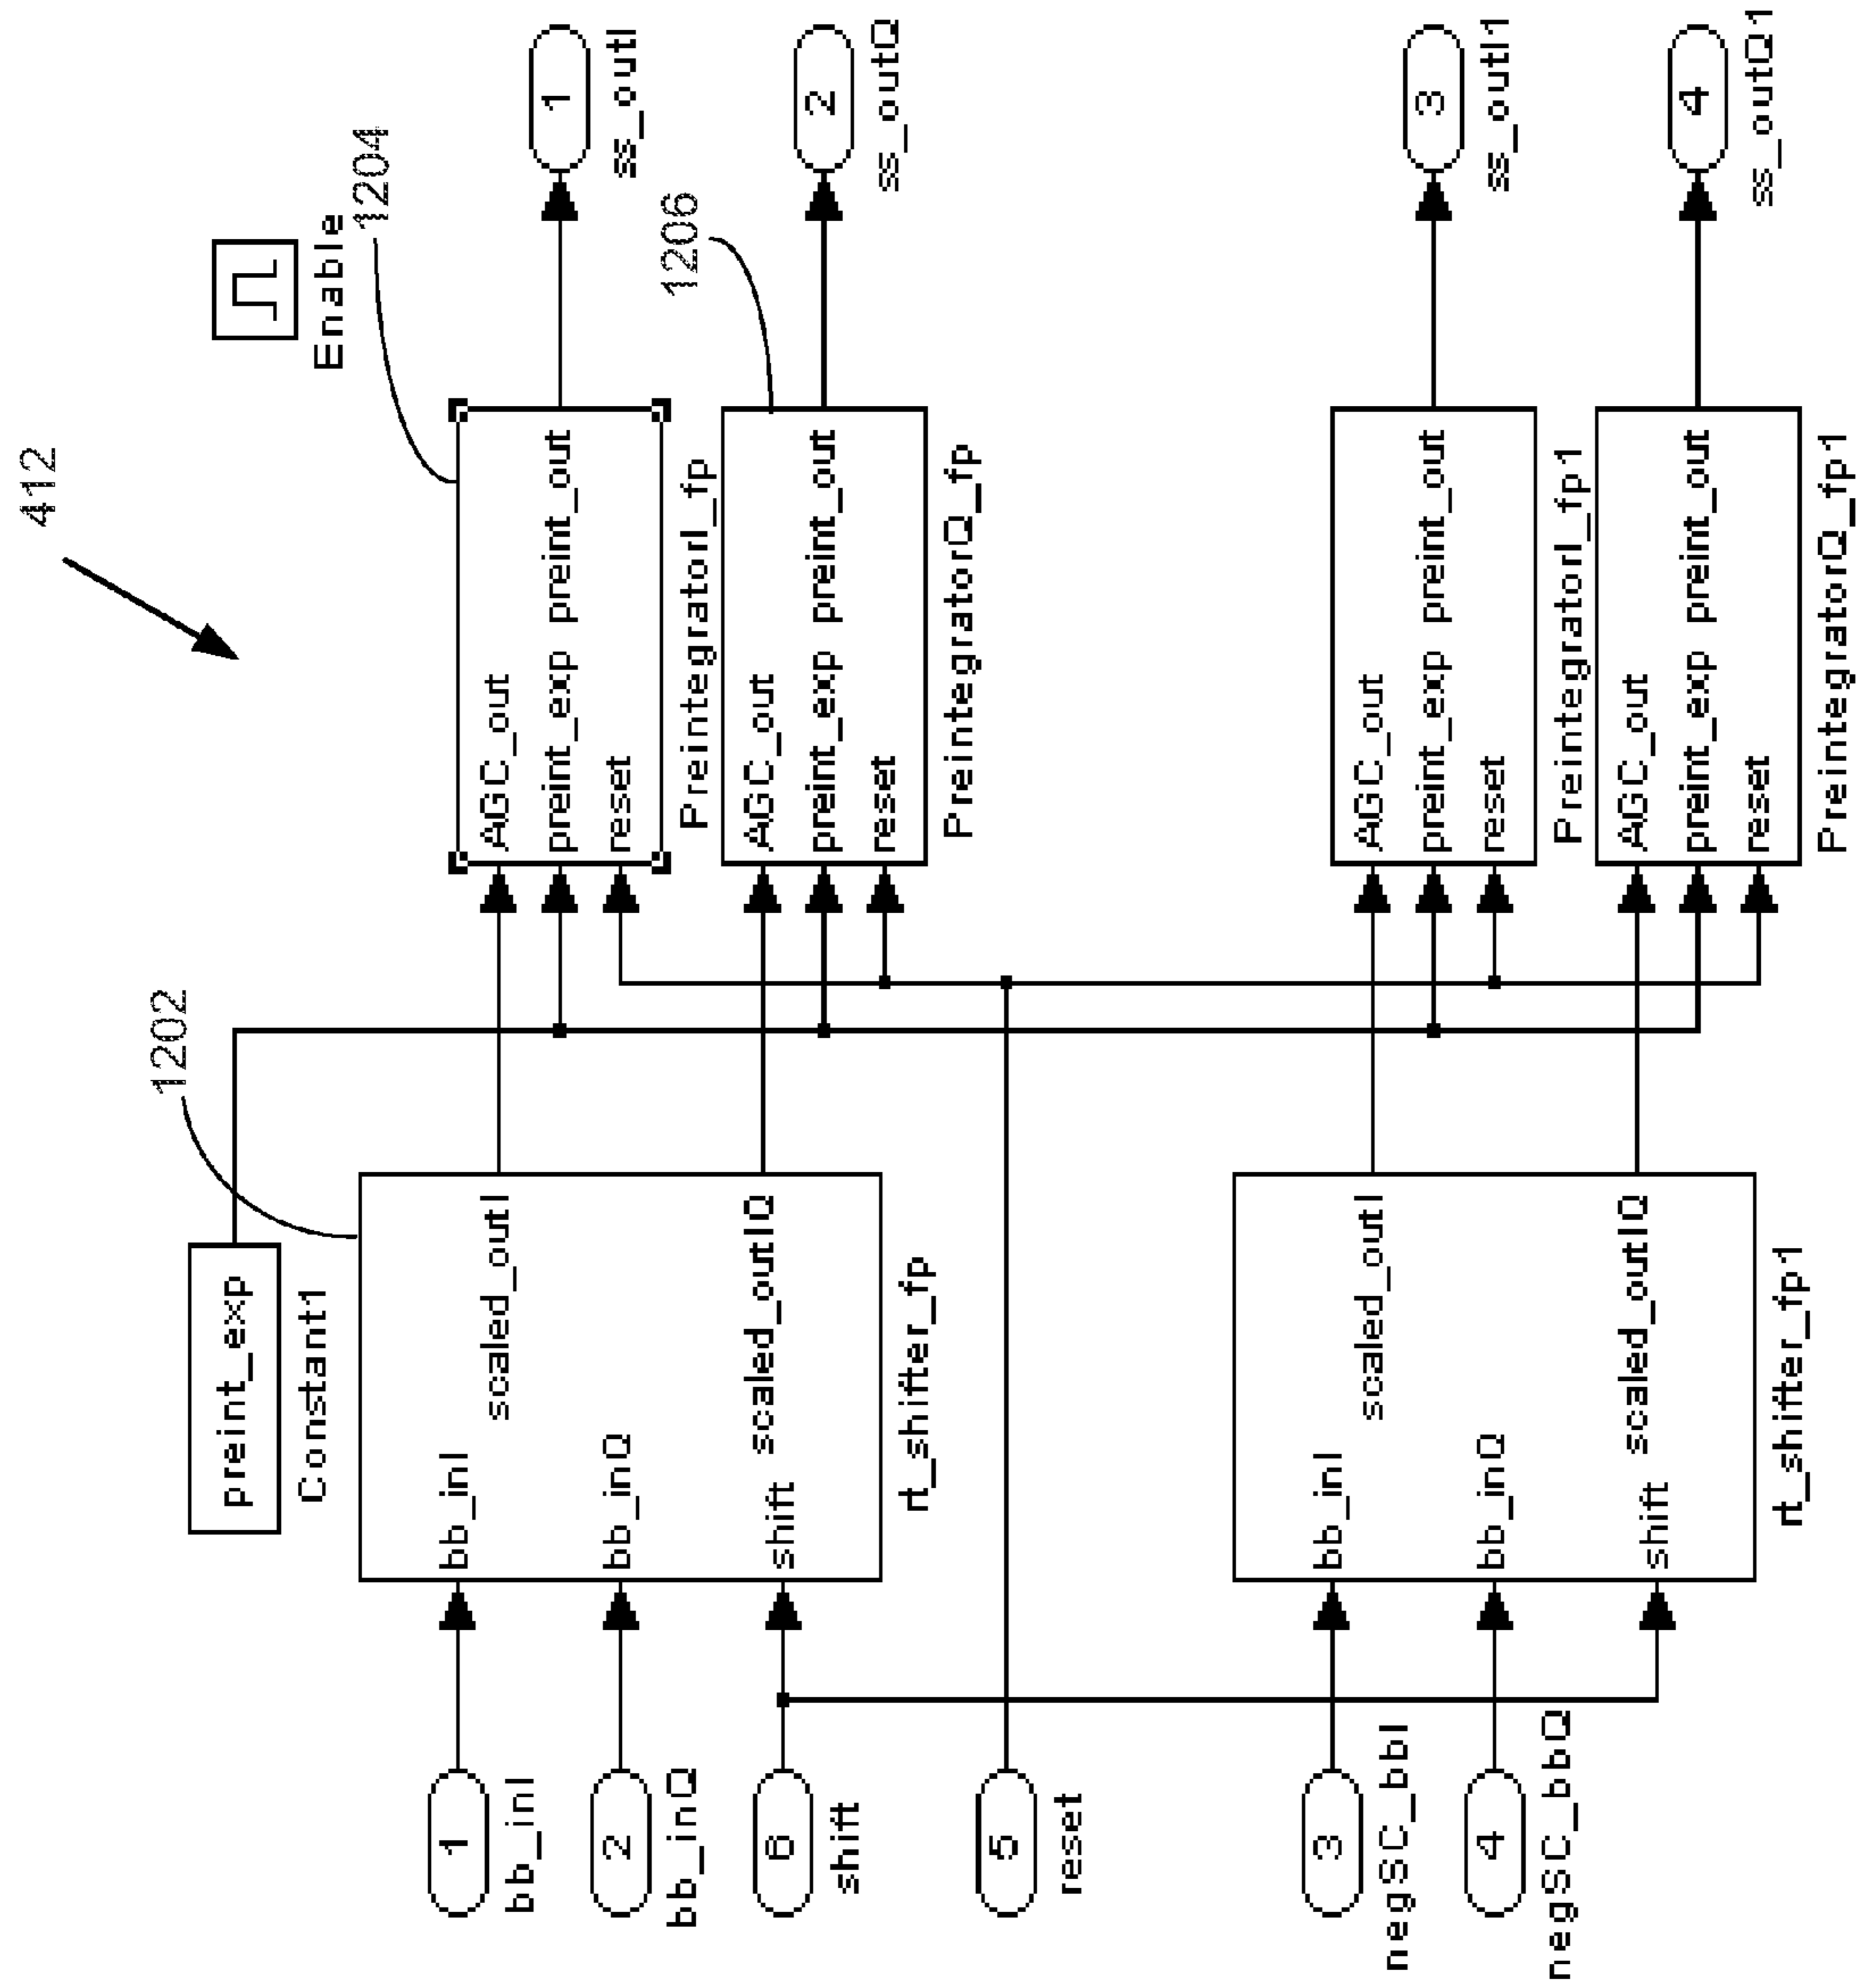 412
1202
1204
Enable
preint_exp
Constant1
1
bb_inI
2
bb_inQ
6
shift
bb_inI
scaled_outI
bb_inQ
shift
scaled_outIQ
rt_shifter_fp
AGC_out
preint_exp preint_out
reset
PreintegratorI_fp
1
ss_outI
1206
AGC_out
preint_exp preint_out
reset
PreintegratorQ_fp
2
ss_outQ
5
reset
3
negSC_bbI
4
negSC_bbQ
bb_inI
scaled_outI
bb_inQ
shift
scaled_outIQ
rt_shifter_fp1
AGC_out
preint_exp preint_out
reset
PreintegratorI_fp1
3
ss_outI1
AGC_out
preint_exp preint_out
reset
PreintegratorQ_fp1
4
ss_outQ1